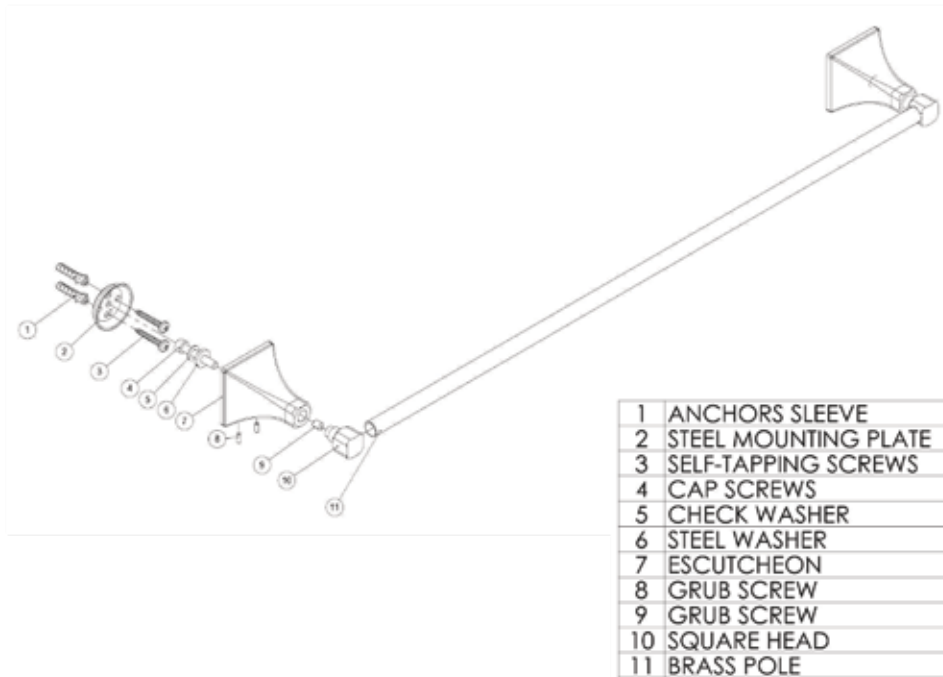 1
2
3
4
5
6
7
8
9
10
11
1 ANCHORS SLEEVE
2 STEEL MOUNTING PLATE
3 SELF-TAPPING SCREWS
4 CAP SCREWS
5 CHECK WASHER
6 STEEL WASHER
7 ESCUTCHEON
8 GRUB SCREW
9 GRUB SCREW
10 SQUARE HEAD
11 BRASS POLE